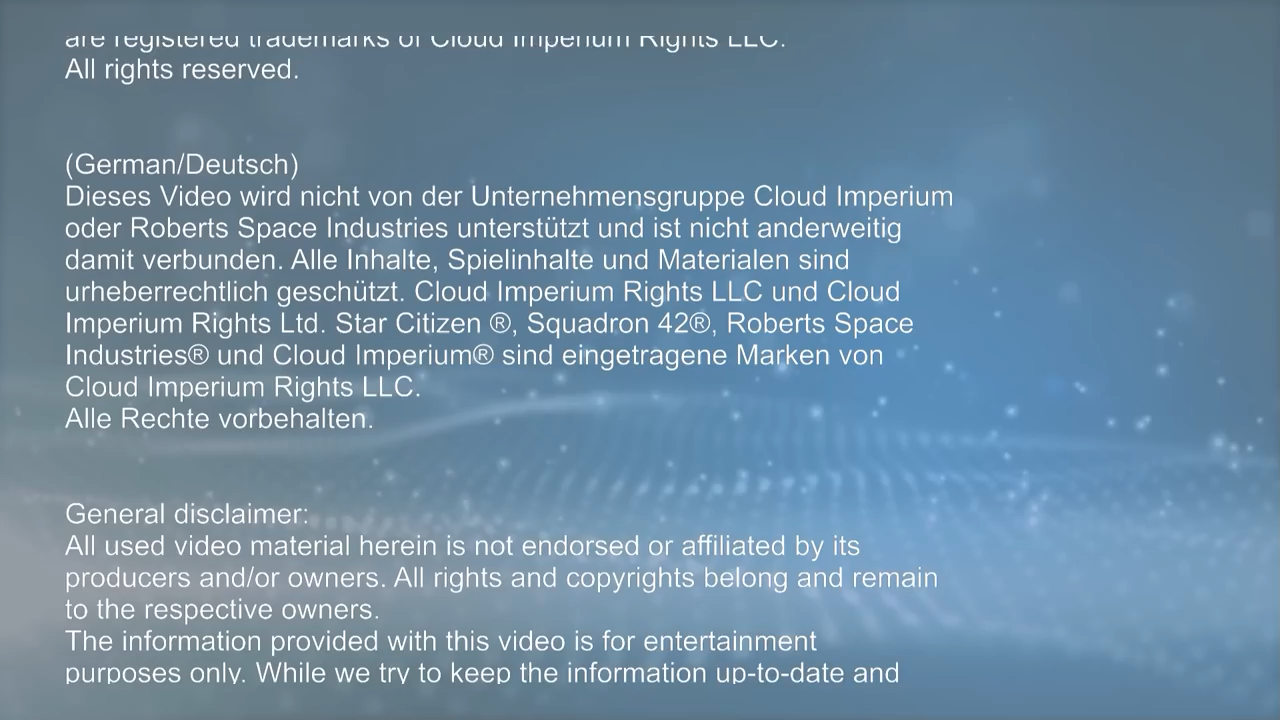 are registered trademarks of Cloud Imperium Rights LLC.
All rights reserved.
(German/Deutsch)
Dieses Video wird nicht von der Unternehmensgruppe Cloud Imperium
oder Roberts Space Industries unterstützt und ist nicht anderweitig
damit verbunden. Alle Inhalte, Spielinhalte und Materialen sind
urheberrechtlich geschützt. Cloud Imperium Rights LLC und Cloud
Imperium Rights Ltd. Star Citizen ®, Squadron 42®, Roberts Space
Industries® und Cloud Imperium® sind eingetragene Marken von
Cloud Imperium Rights LLC.
Alle Rechte vorbehalten.
General disclaimer:
All used video material herein is not endorsed or affiliated by its
producers and/or owners. All rights and copyrights belong and remain
to the respective owners.
The information provided with this video is for entertainment
purposes only. While we try to keep the information up-to-date and